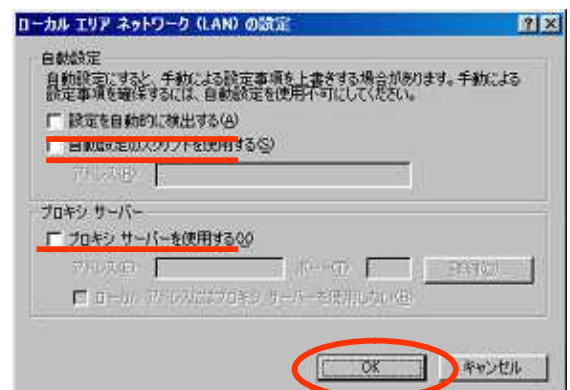 ローカル エリア ネットワーク (LAN) の設定
自動設定
自動設定にすると、手動による設定事項を上書きする場合があります。手動による
設定事項を確保するには、自動設定を使用不可にしてください。
設定を自動的に検出する(A)
自動設定のスクリプトを使用する(S)
アドレス(R)
プロキシ サーバー
プロキシ サーバーを使用する(X)
アドレス(E) ポート(T)
ローカル アドレスにはプロキシ サーバーを使用しない(B)
OK キャンセル